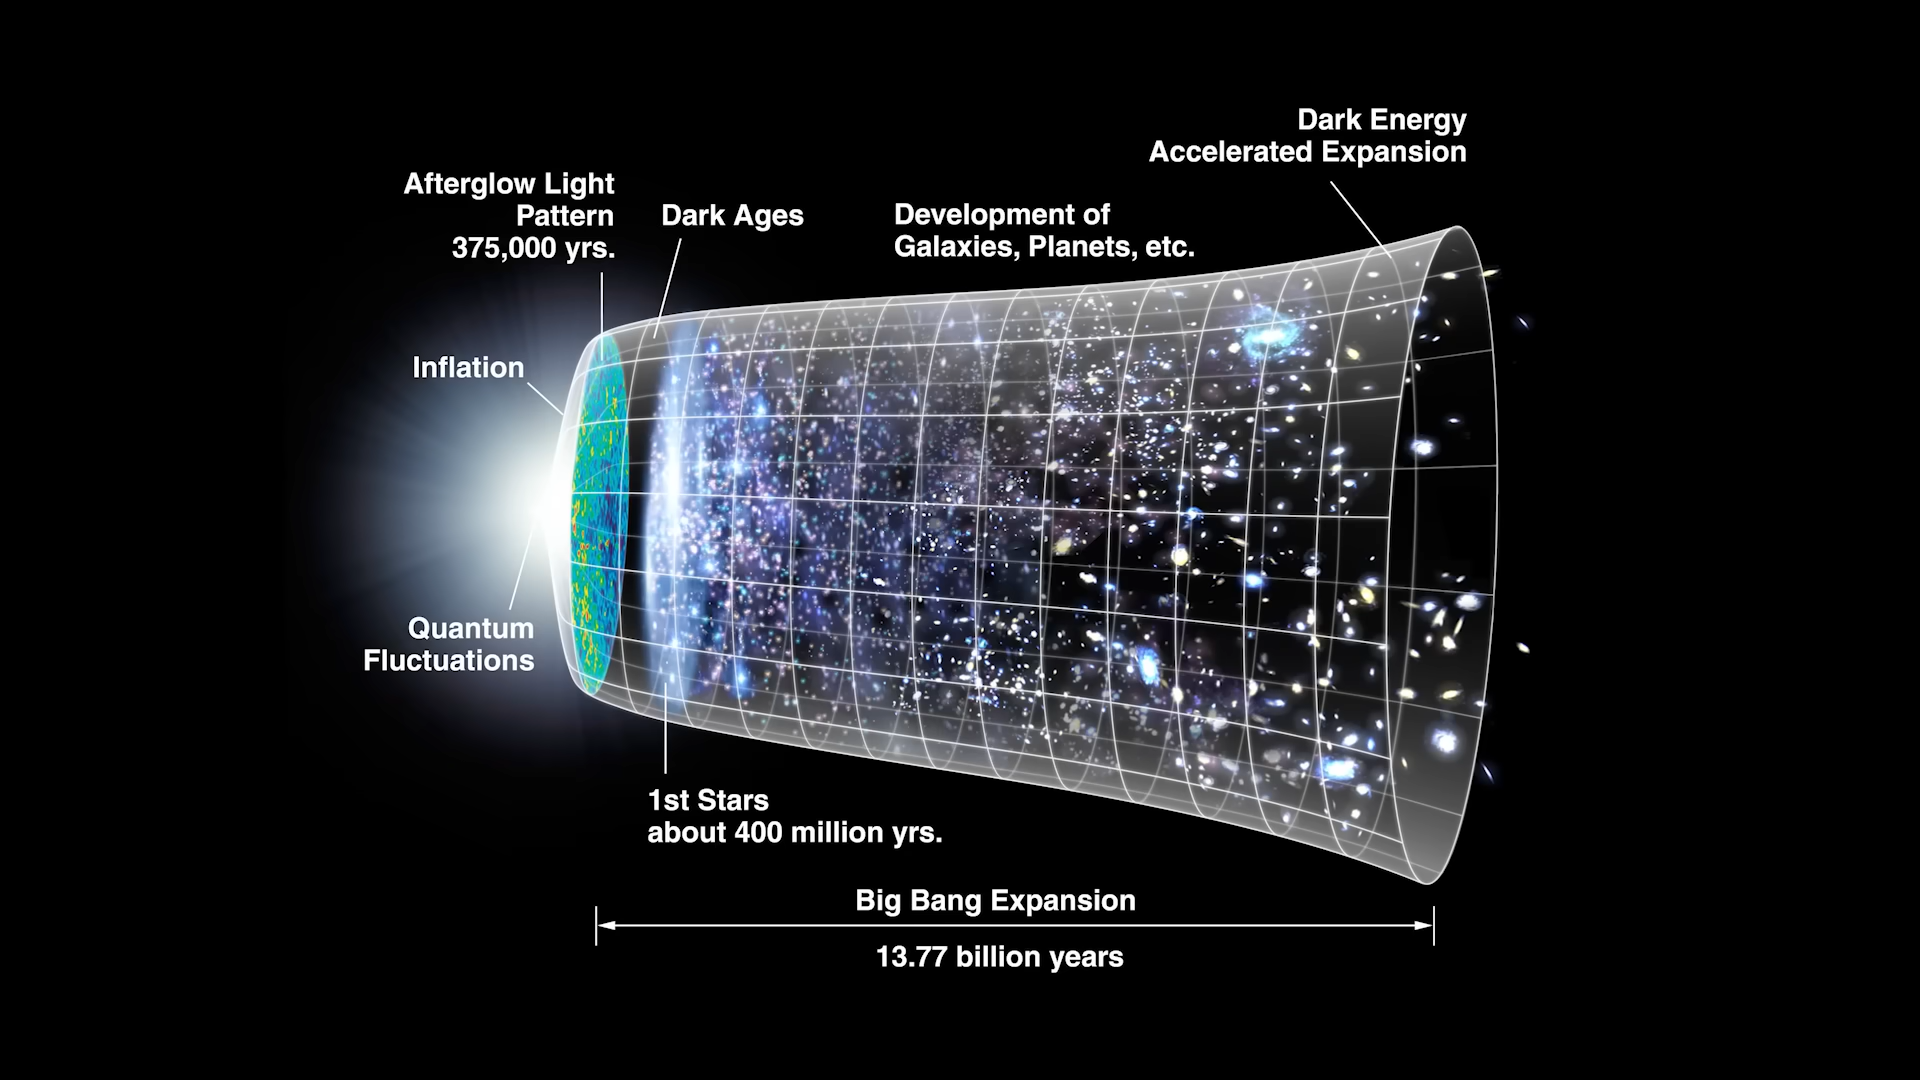 Dark Energy
Accelerated Expansion
Afterglow Light
Pattern
375,000 yrs.
Dark Ages
Development of
Galaxies, Planets, etc.
Inflation
Quantum
Fluctuations
1st Stars
about 400 million yrs.
Big Bang Expansion
13.77 billion years